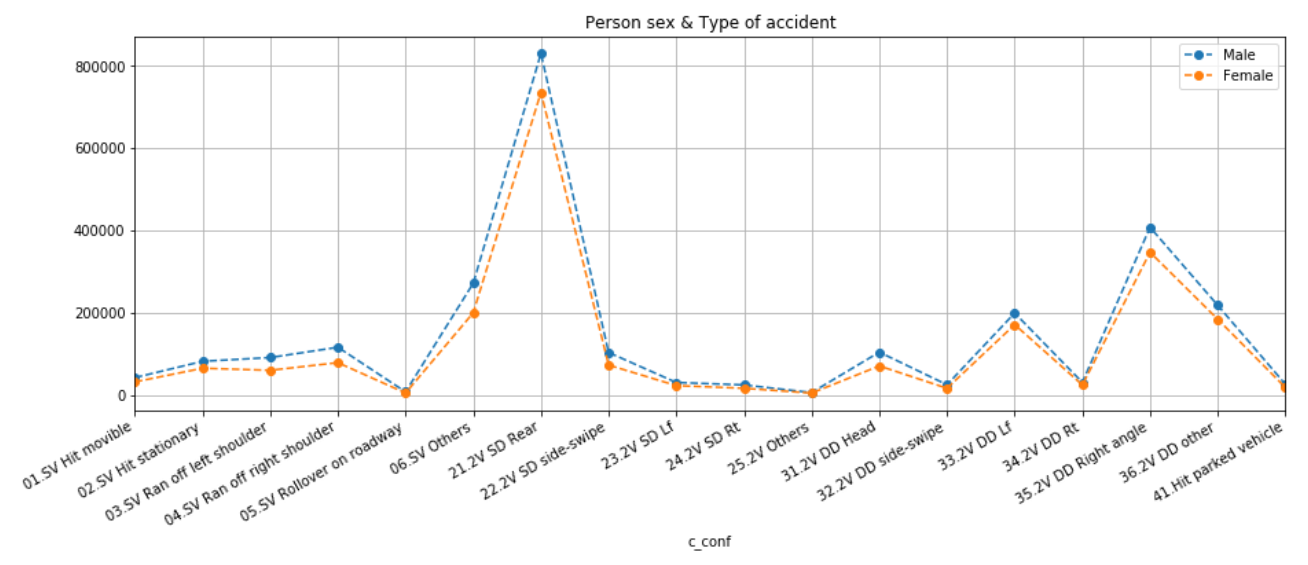 Person sex & Type of accident
Male
Female
800000
600000
400000
200000
0
01.SV Hit movible
02.SV Hit stationary
03.SV Ran off left shoulder
04.SV Ran off right shoulder
05.SV Rollover on roadway
06.SV Others
21.2V SD Rear
22.2V SD side-swipe
23.2V SD Lf
24.2V SD Rt
25.2V Others
31.2V DD Head
32.2V DD side-swipe
33.2V DD Lf
34.2V DD Rt
35.2V DD Right angle
36.2V DD other
41.Hit parked vehicle
c_conf